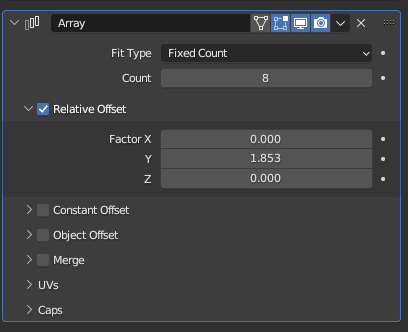 Array
Fit Type Fixed Count
Count 8
Relative Offset
Factor X 0.000
Y 1.853
Z 0.000
Constant Offset
Object Offset
Merge
UVs
Caps